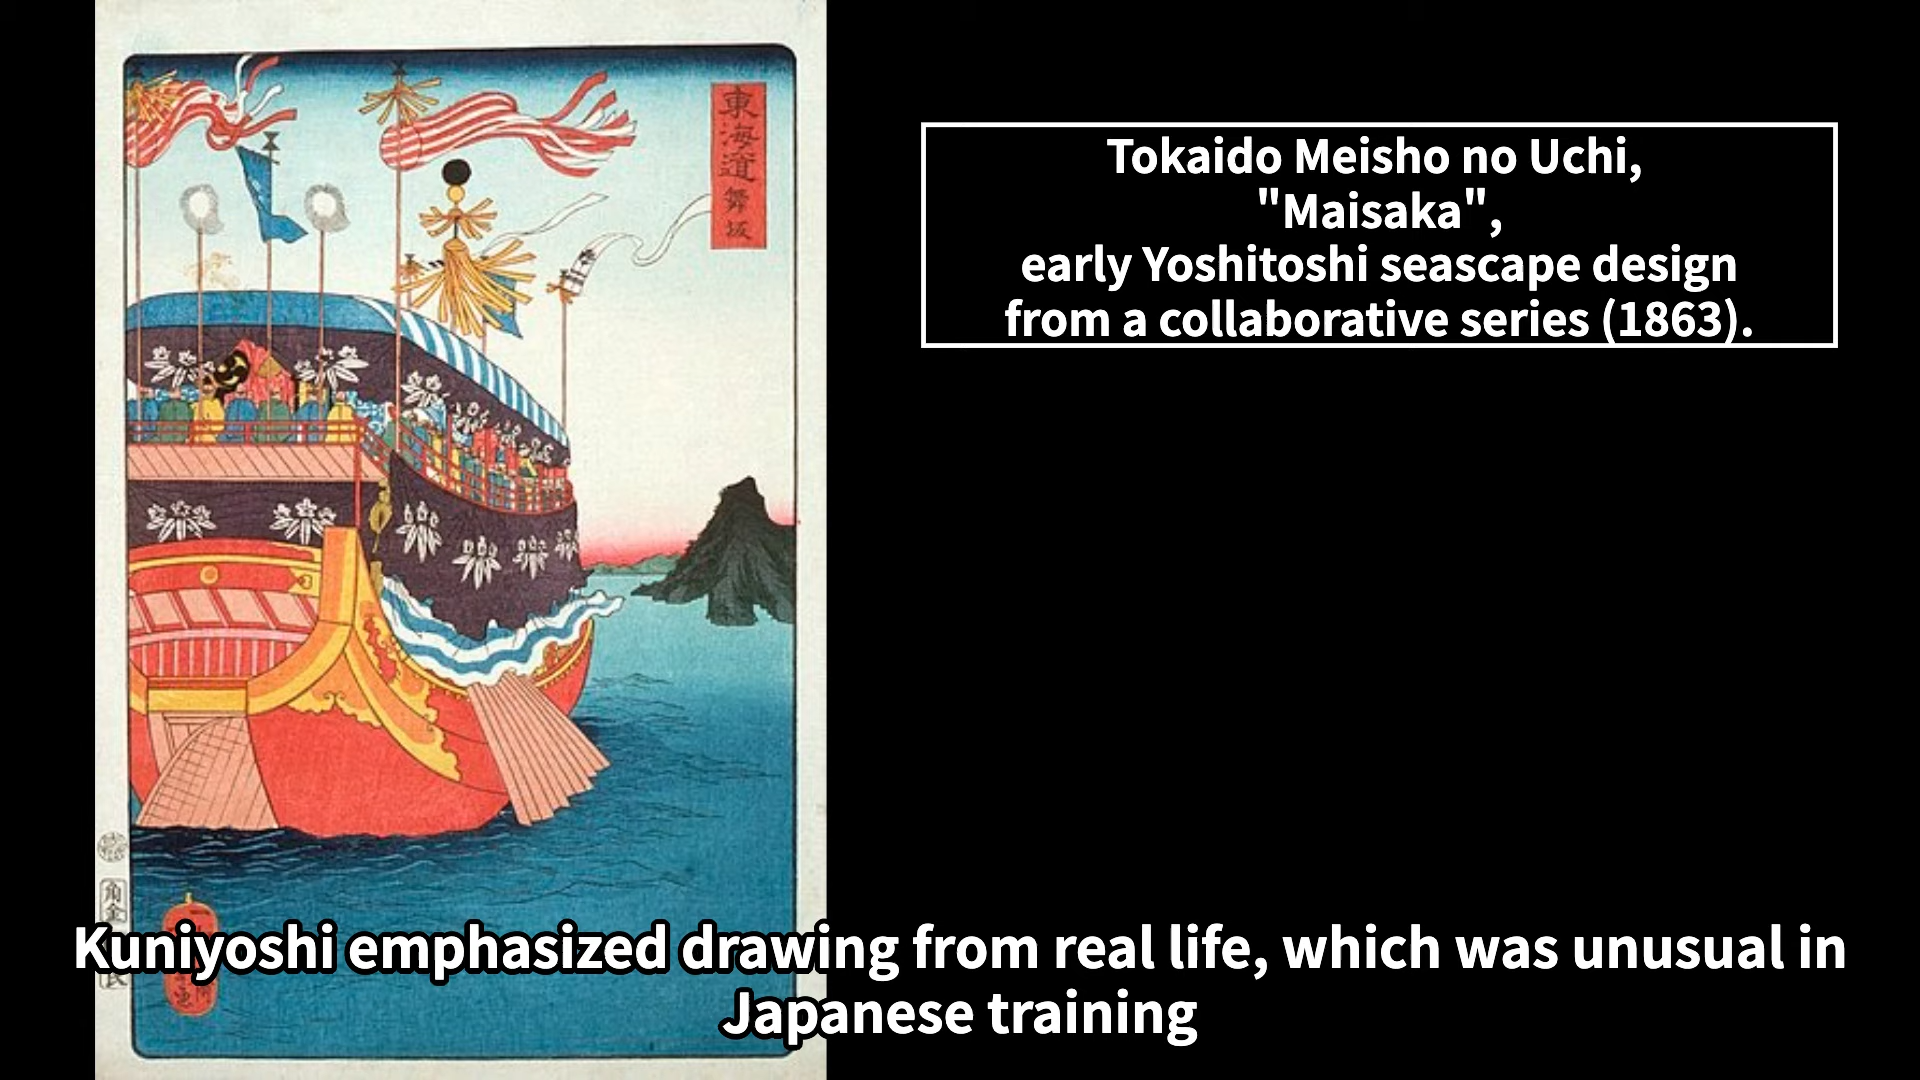 東海道
舞坂
Tokaido Meisho no Uchi,
"Maisaka",
early Yoshitoshi seascape design
from a collaborative series (1863).
Kuniyoshi emphasized drawing from real life, which was unusual in
Japanese training